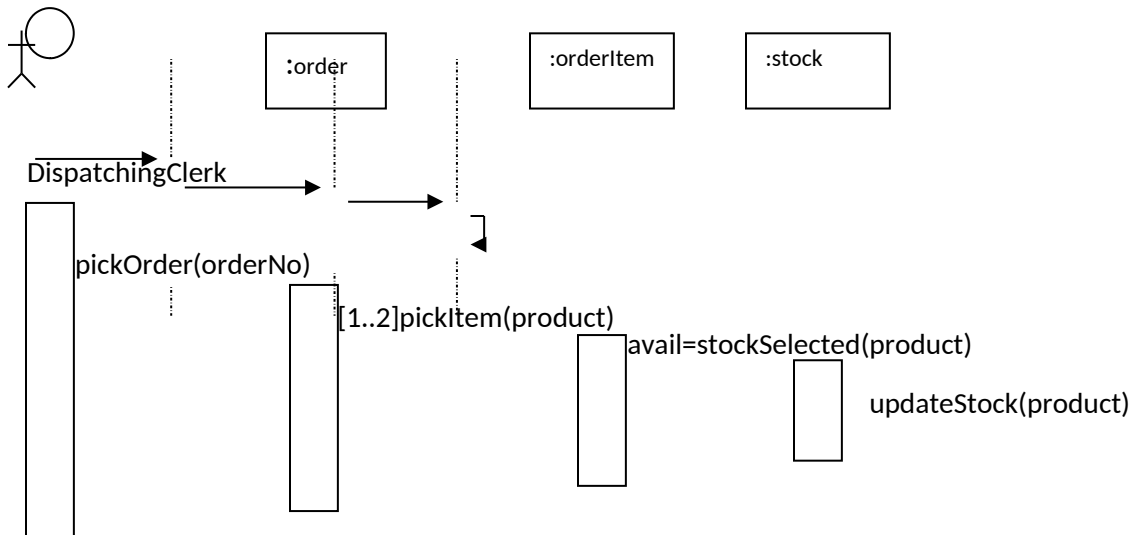 :order
:orderItem
:stock
DispatchingClerk
pickOrder(orderNo)
[1..2]pickItem(product)
avail=stockSelected(product)
updateStock(product)